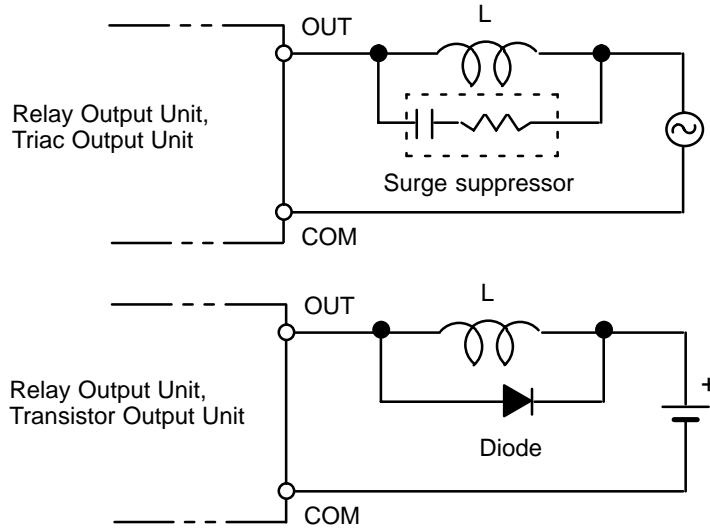 OUT
L
Relay Output Unit,
Triac Output Unit
Surge suppressor
COM
OUT
L
+
Relay Output Unit,
Transistor Output Unit
Diode
COM